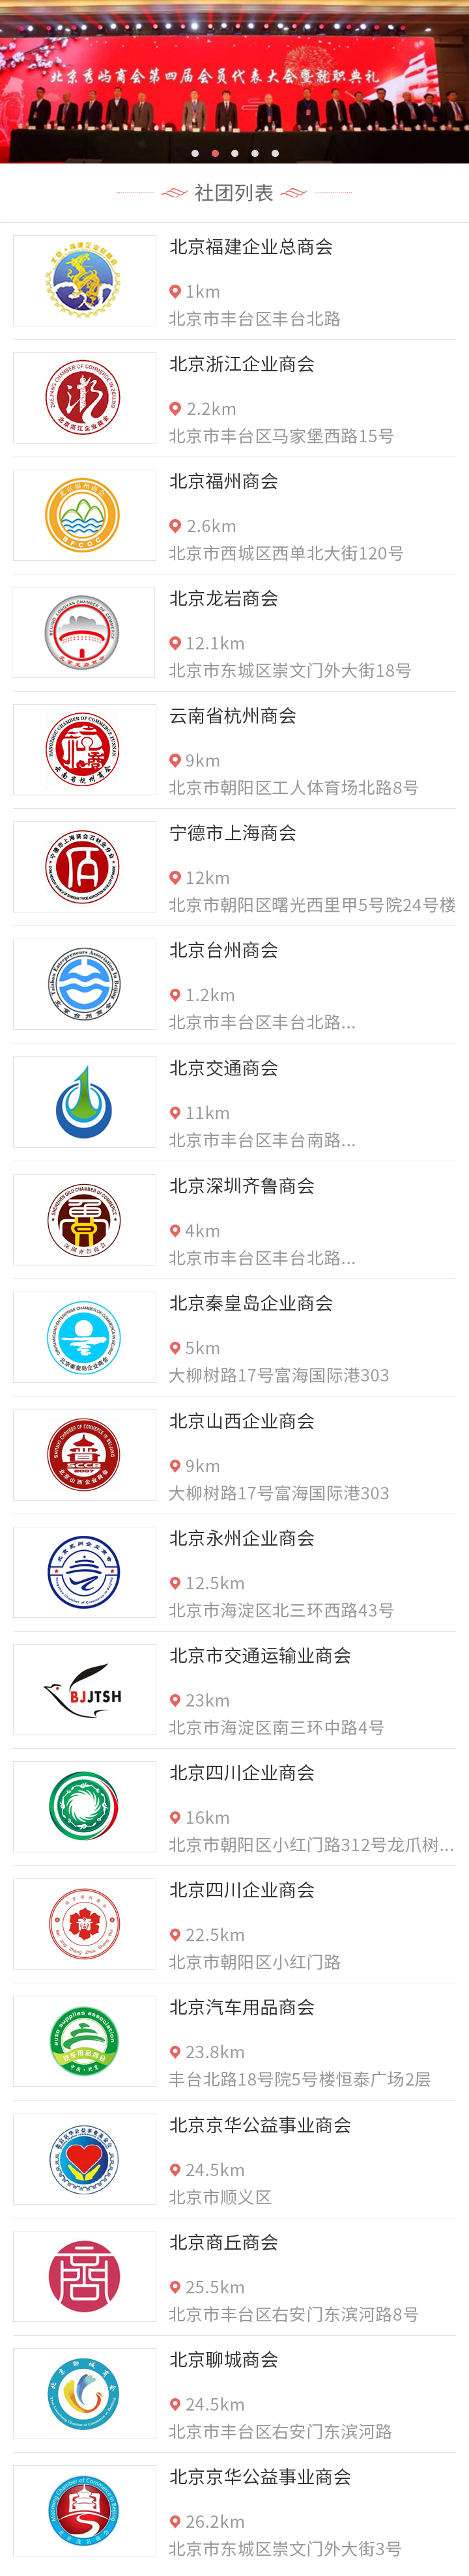 北京秀屿商会第四届会员代表大会暨就职典礼
社团列表
北京福建企业总商会
1km
北京市丰台区丰台北路
北京浙江企业商会
2.2km
北京市丰台区马家堡西路15号
北京福州商会
2.6km
北京市西城区西单北大街120号
北京龙岩商会
12.1km
北京市东城区崇文门外大街18号
云南省杭州商会
9km
北京市朝阳区工人体育场北路8号
宁德市上海商会
12km
北京市朝阳区曙光西里甲5号院24号楼
北京台州商会
1.2km
北京市丰台区丰台北路...
北京交通商会
11km
北京市丰台区丰台南路...
北京深圳齐鲁商会
4km
北京市丰台区丰台北路...
北京秦皇岛企业商会
5km
大柳树路17号富海国际港303
北京山西企业商会
9km
大柳树路17号富海国际港303
北京永州企业商会
12.5km
北京市海淀区北三环西路43号
北京市交通运输业商会
BJJTSH
23km
北京市海淀区南三环中路4号
北京四川企业商会
16km
北京市朝阳区小红门路312号龙爪树...
北京四川企业商会
22.5km
北京市朝阳区小红门路
北京汽车用品商会
23.8km
丰台北路18号院5号楼恒泰广场2层
北京京华公益事业商会
24.5km
北京市顺义区
北京商丘商会
25.5km
北京市丰台区右安门东滨河路8号
北京聊城商会
24.5km
北京市丰台区右安门东滨河路
北京京华公益事业商会
26.2km
北京市东城区崇文门外大街3号